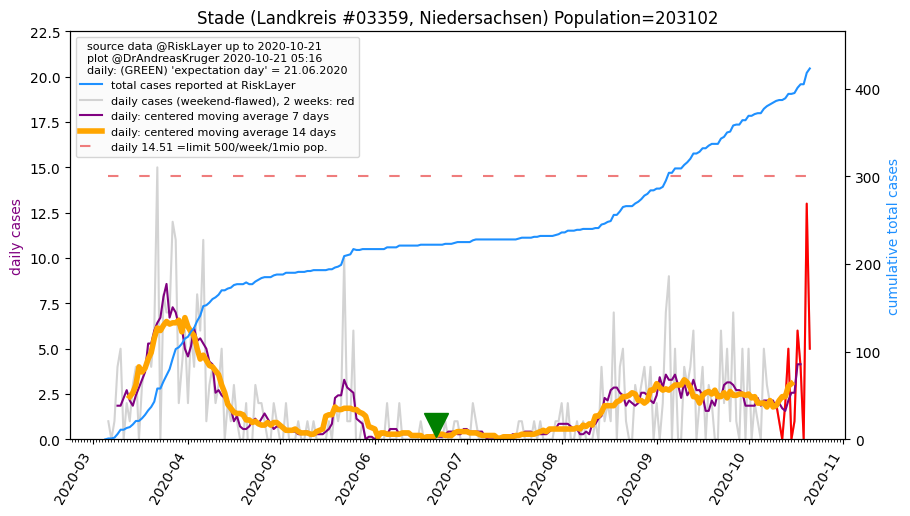 Stade (Landkreis #03359, Niedersachsen) Population=203102
source data @RiskLayer up to 2020-10-21
plot @DrAndreasKruger 2020-10-21 05:16
daily: (GREEN) 'expectation day' = 21.06.2020
total cases reported at RiskLayer
daily cases (weekend-flawed), 2 weeks: red
daily: centered moving average 7 days
daily: centered moving average 14 days
daily 14.51 =limit 500/week/1mio pop.
daily cases
22.5
20.0
17.5
15.0
12.5
10.0
7.5
5.0
2.5
0.0
400
300
200
100
0
cumulative total cases
2020-03
2020-04
2020-05
2020-06
2020-07
2020-08
2020-09
2020-10
2020-11